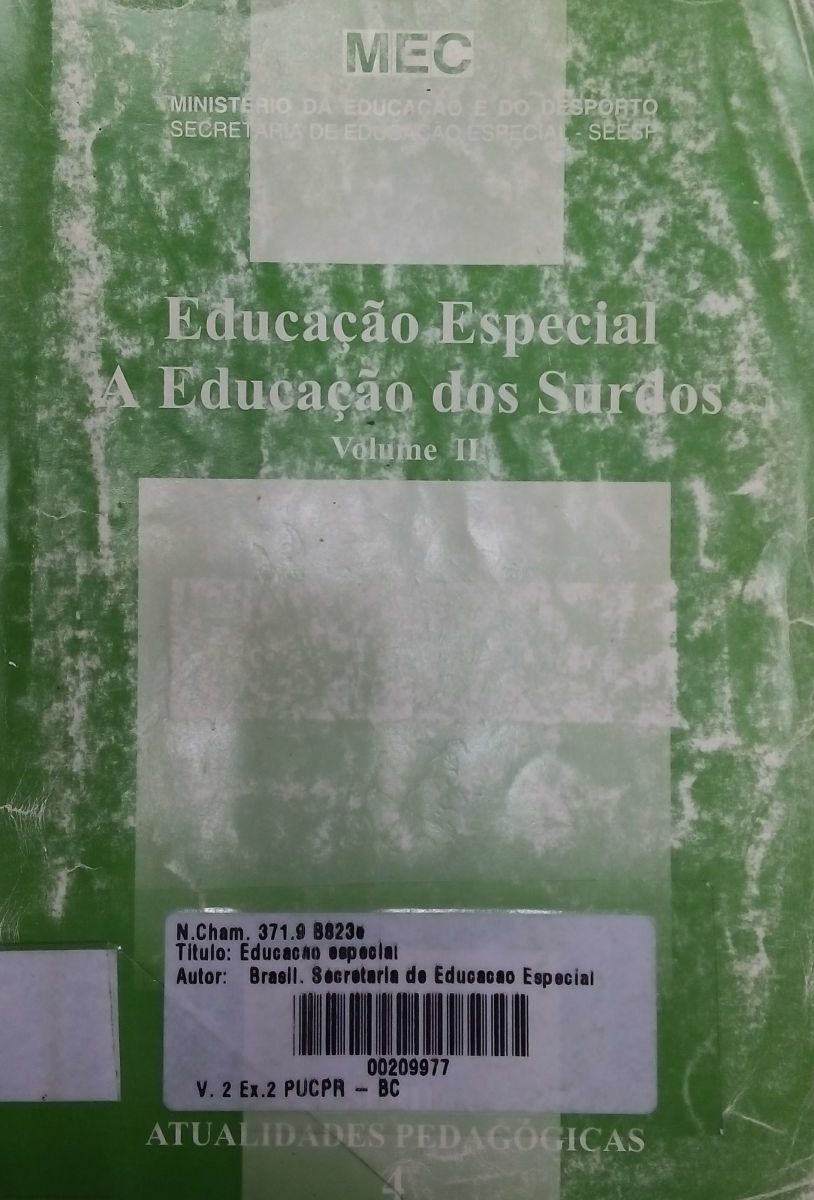 MEC
MINISTÉRIO DA EDUCAÇÃO E DO DESPORTO
SECRETARIA DE EDUCAÇÃO ESPECIAL - SEESP
Educação Especial
A Educação dos Surdos
Volume II
N.Cham. 371.9 B823e
Título: Educacao especial
Autor: Brasil. Secretaria de Educacao Especial
00209977
V. 2 Ex.2 PUCPR – BC
ATUALIDADES PEDAGÓGICAS
4